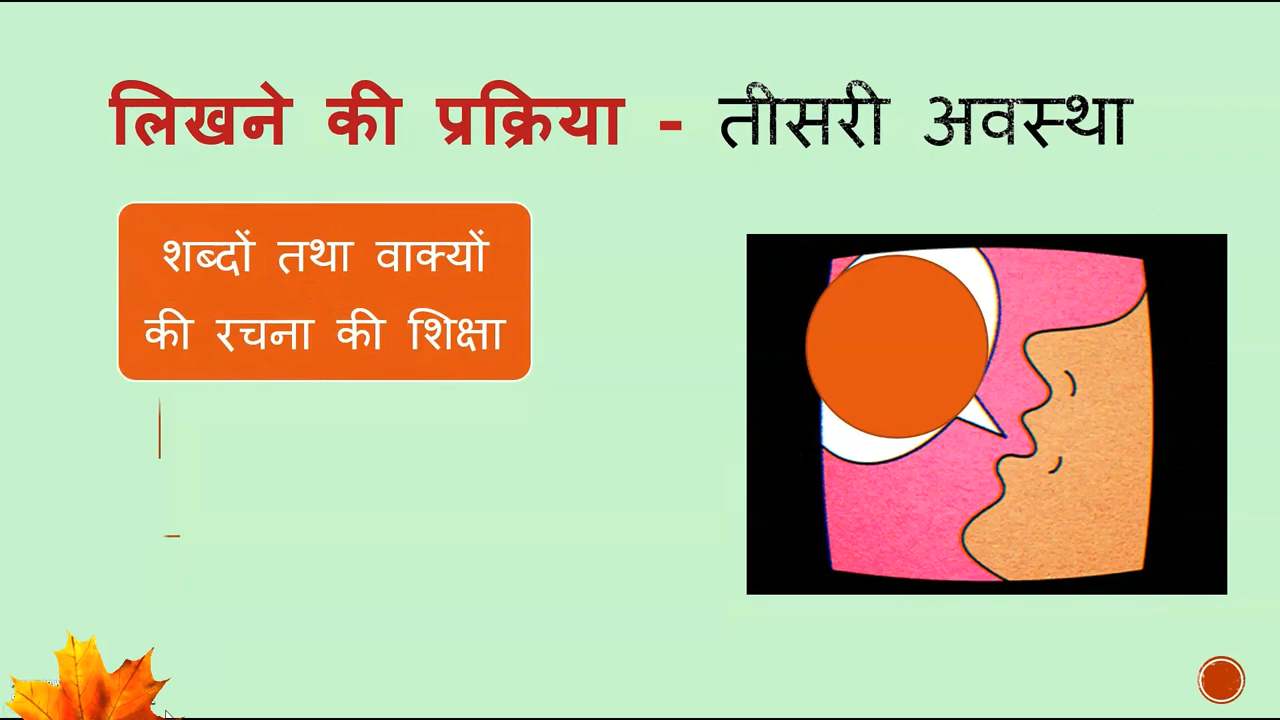 लिखने की प्रक्रिया - तीसरी अवस्था
शब्दों तथा वाक्यों
की रचना की शिक्षा